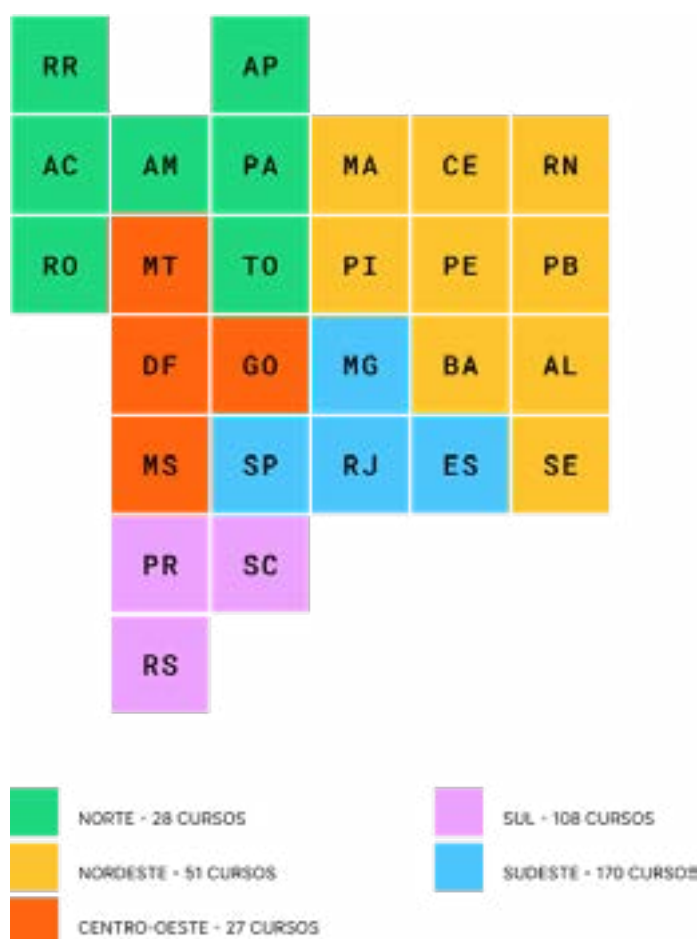 RR AP
AC AM PA MA CE RN
RO MT TO PI PE PB
DF GO MG BA AL
MS SP RJ ES SE
PR SC
RS
NORTE - 28 CURSOS
SUL - 108 CURSOS
NORDESTE - 51 CURSOS
SUDESTE - 170 CURSOS
CENTRO-OESTE - 27 CURSOS